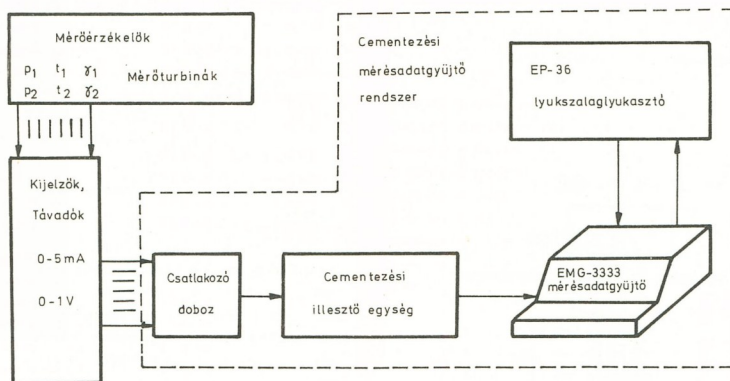 Mérőérzékelők
p1 t1 γ1
Mérőturbinák
p2 t2 γ2
Kijelzők,
Távadók
0-5mA
0-1V
Cementezési
mérésadatgyűjtő
rendszer
EP-36
lyukszalaglyukasztó
Csatlakozó
doboz
Cementezési
illesztő egység
EMG-3333
mérésadatgyűjtő